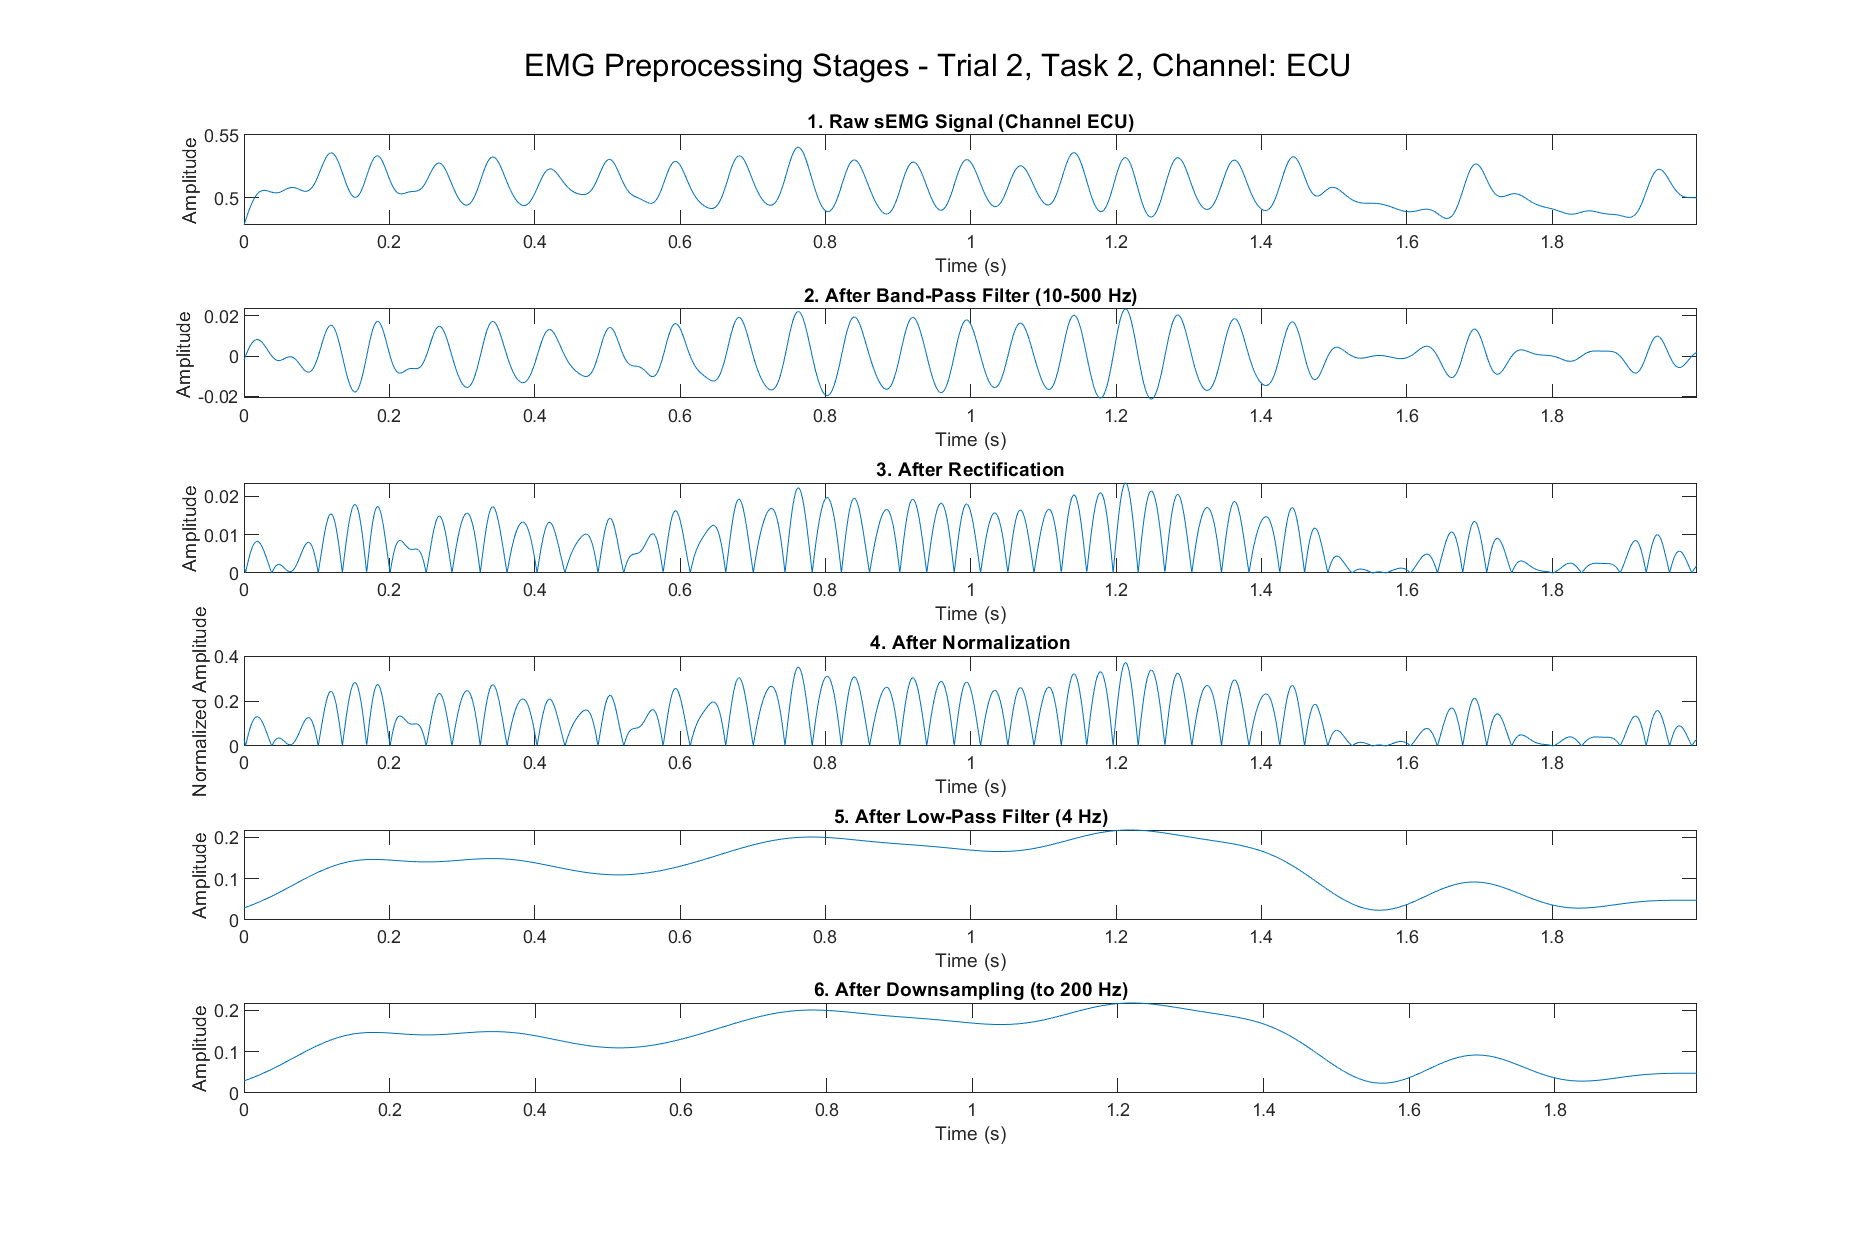 EMG Preprocessing Stages - Trial 2, Task 2, Channel: ECU
1. Raw sEMG Signal (Channel ECU)
Amplitude
0.55
0.5
0 0.2 0.4 0.6 0.8 1 1.2 1.4 1.6 1.8
Time (s)
2. After Band-Pass Filter (10-500 Hz)
Amplitude
0.02
0
-0.02
0 0.2 0.4 0.6 0.8 1 1.2 1.4 1.6 1.8
Time (s)
3. After Rectification
Amplitude
0.02
0.01
0
0 0.2 0.4 0.6 0.8 1 1.2 1.4 1.6 1.8
Time (s)
4. After Normalization
Normalized Amplitude
0.4
0.2
0
0 0.2 0.4 0.6 0.8 1 1.2 1.4 1.6 1.8
Time (s)
5. After Low-Pass Filter (4 Hz)
Amplitude
0.2
0.1
0
0 0.2 0.4 0.6 0.8 1 1.2 1.4 1.6 1.8
Time (s)
6. After Downsampling (to 200 Hz)
Amplitude
0.2
0.1
0
0 0.2 0.4 0.6 0.8 1 1.2 1.4 1.6 1.8
Time (s)